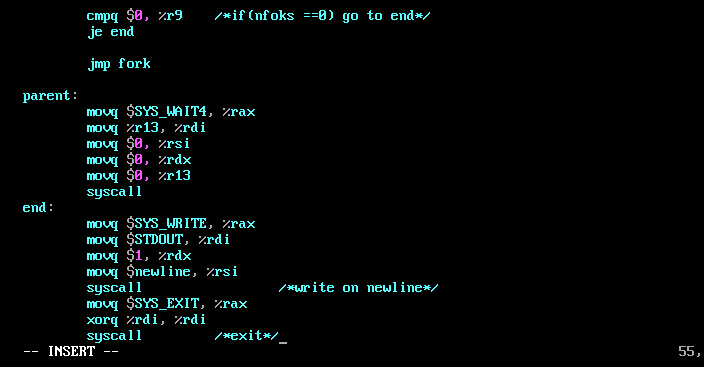 cmpq $0, %r9    /*if(nfoks ==0) go to end*/
je end
jmp fork
parent:
movq $SYS_WAIT4, %rax
movq %r13, %rdi
movq $0, %rsi
movq $0, %rdx
movq $0, %r13
syscall
end:
movq $SYS_WRITE, %rax
movq $STDOUT, %rdi
movq $1, %rdx
movq $newline, %rsi
syscall                 /*write on newline*/
movq $SYS_EXIT, %rax
xorq %rdi, %rdi
syscall         /*exit*/_
-- INSERT --                                                                      55,